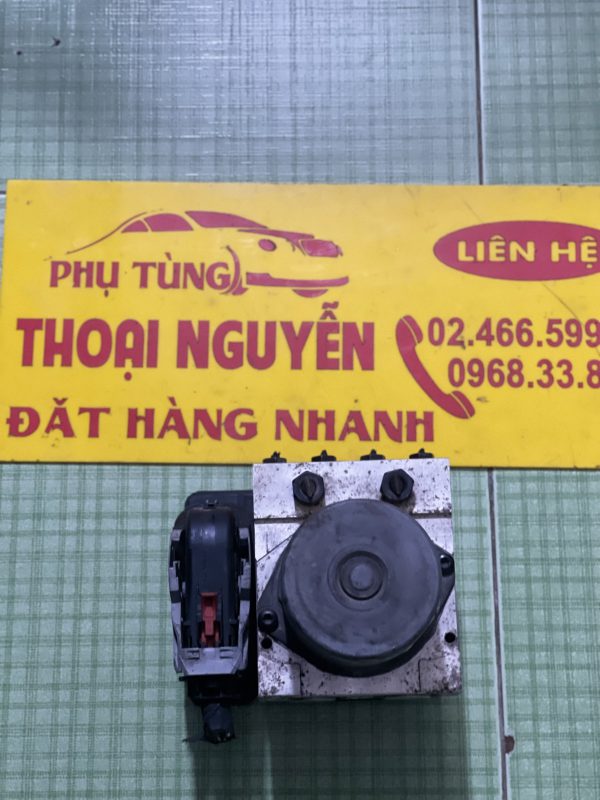 LIÊN HỆ
PHỤ TÙNG
THOẠI NGUYỄN
02.466.599
0968.33.8
ĐẶT HÀNG NHANH